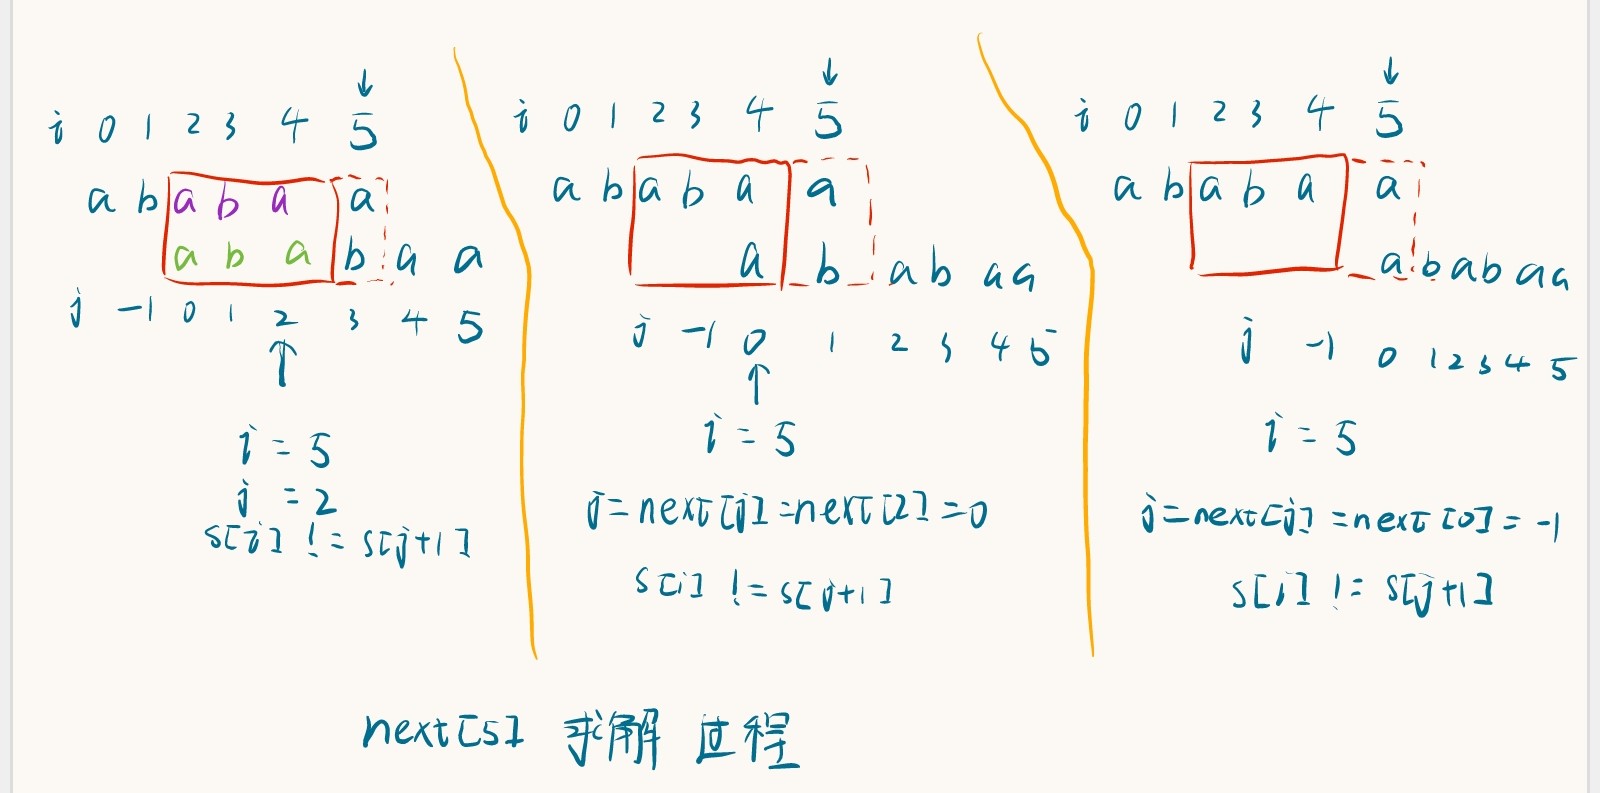 i 0 1 2 3 4 5
a b a b a a
a b a b a a
j -1 0 1 2 3 4 5
i = 5
j = 2
s[i] != s[j+1]
i 0 1 2 3 4 5
a b a b a a
a b a b a a
j -1 0 1 2 3 4 5
i = 5
j=next[j]=next[2]=0
s[i] != s[j+1]
i 0 1 2 3 4 5
a b a b a a
a b a b a a
j -1 0 1 2 3 4 5
i = 5
j=next[j]=next[0]=-1
s[i] != s[j+1]
next[5] 求解 过程